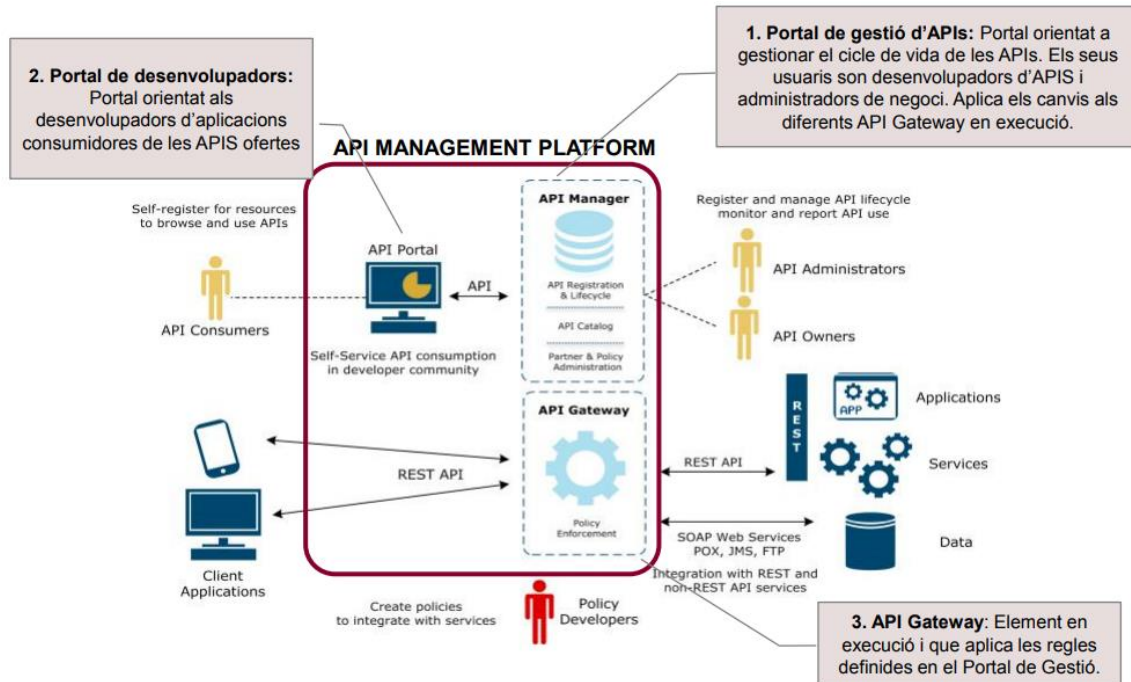 1. Portal de gestió d'APIs: Portal orientat a
gestionar el cicle de vida de les APIs. Els seus
usuaris son desenvolupadors d'APIS i
administradors de negoci. Aplica els canvis als
diferents API Gateway en execució.
2. Portal de desenvolupadors:
Portal orientat als
desenvolupadors d'aplicacions
consumidores de les APIS ofertes
API MANAGEMENT PLATFORM
Self-register for resources
to browse and use APIs
API Consumers
API Portal
API
Self-Service API consumption
in developer community
API Manager
API Registration
& Lifecycle
API Catalog
Partner & Policy
Administration
Register and manage API lifecycle
monitor and report API use
API Administrators
API Owners
API Gateway
Policy
Enforcement
REST API
Client
Applications
REST API
REST
APP
Applications
Services
Data
SOAP Web Services
POX, JMS, FTP
Integration with REST and
non-REST API services
Create policies
to integrate with services
Policy
Developers
3. API Gateway: Element en
execució i que aplica les regles
definides en el Portal de Gestió.